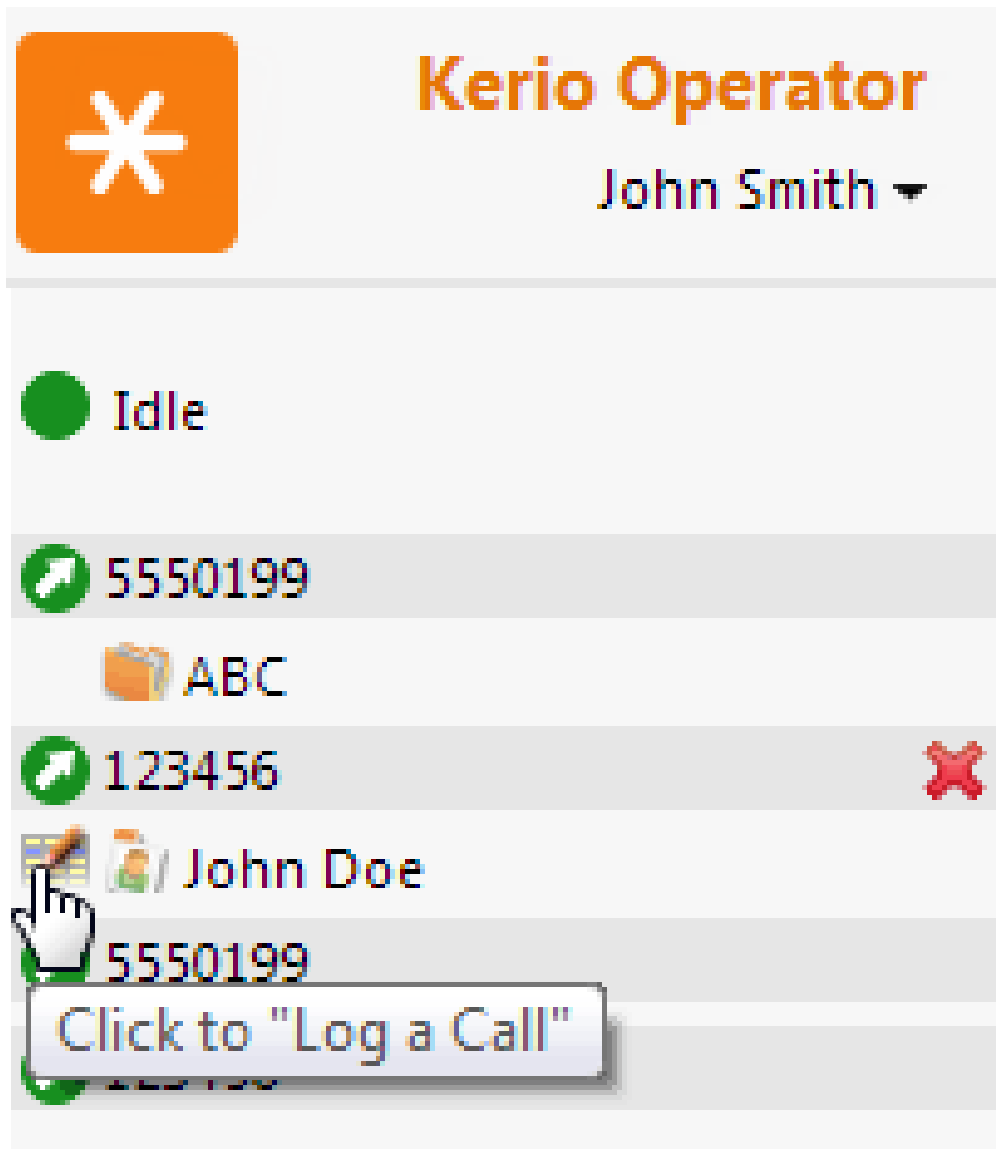 Kerio Operator
John Smith
Idle
5550199
ABC
123456
John Doe
5550199
Click to "Log a Call"